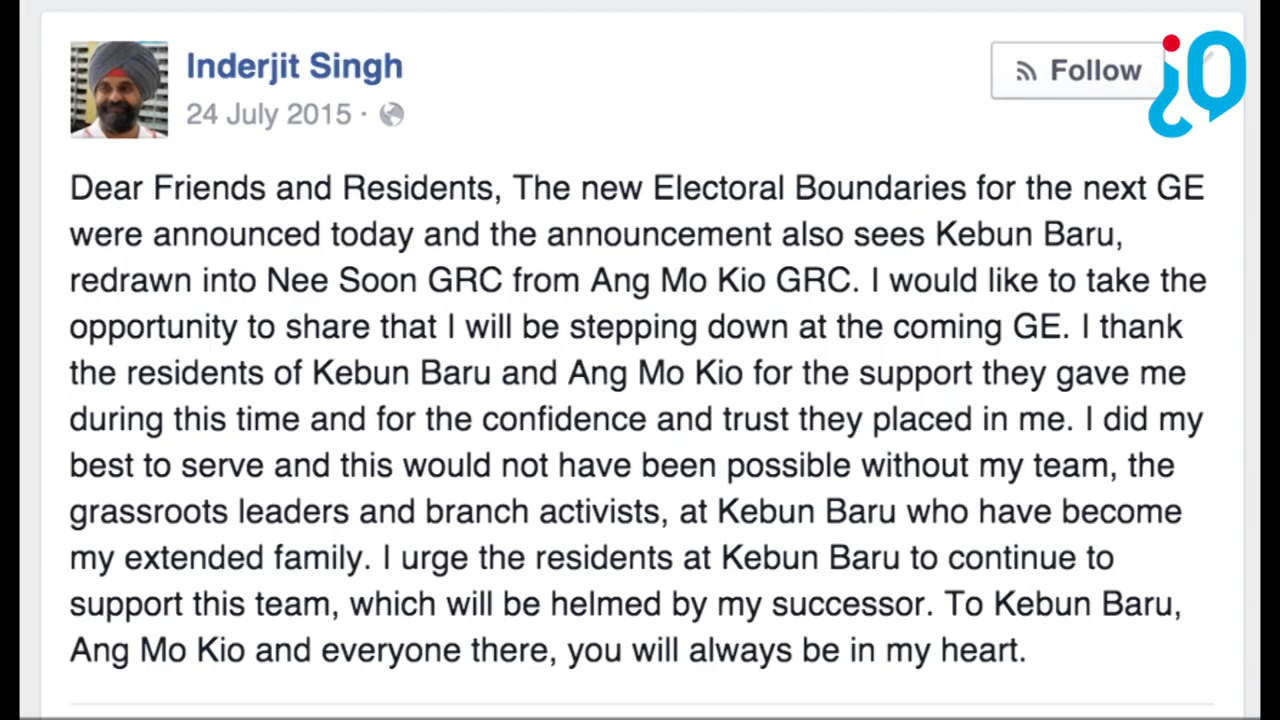 Inderjit Singh
24 July 2015 ·
Follow
Dear Friends and Residents, The new Electoral Boundaries for the next GE
were announced today and the announcement also sees Kebun Baru,
redrawn into Nee Soon GRC from Ang Mo Kio GRC. I would like to take the
opportunity to share that I will be stepping down at the coming GE. I thank
the residents of Kebun Baru and Ang Mo Kio for the support they gave me
during this time and for the confidence and trust they placed in me. I did my
best to serve and this would not have been possible without my team, the
grassroots leaders and branch activists, at Kebun Baru who have become
my extended family. I urge the residents at Kebun Baru to continue to
support this team, which will be helmed by my successor. To Kebun Baru,
Ang Mo Kio and everyone there, you will always be in my heart.